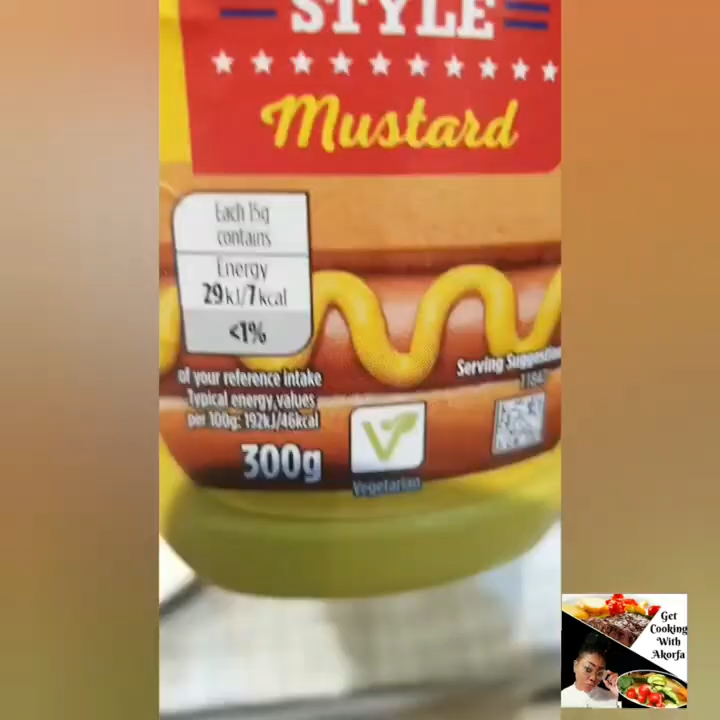 STYLE
Mustard
Each 15g
contains
Energy
29kJ/7kcal
<1%
of your reference intake
Typical energy values
per 100g: 192kJ/46kcal
300g
Serving Suggestion
Vegetarian
Get
Cooking
With
Akorfa